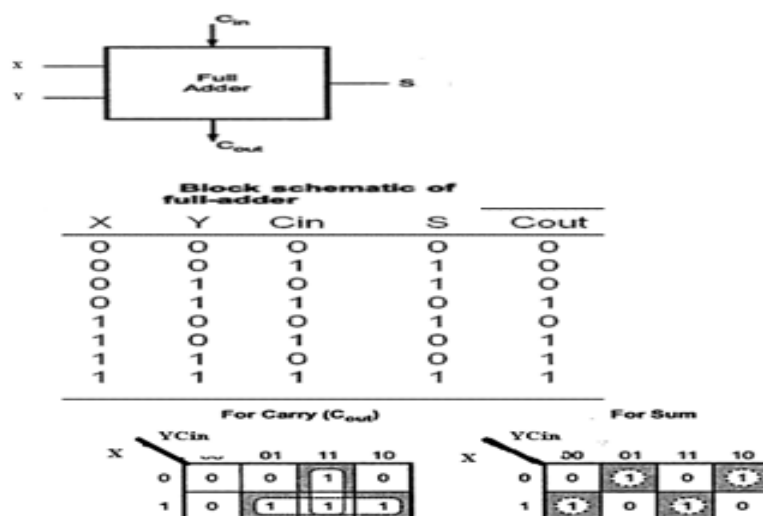 Cin
X
Full
Adder
S
Y
Cout
Block schematic of
full-adder
X Y Cin S Cout
0 0 0 0 0
0 0 1 1 0
0 1 0 1 0
0 1 1 0 1
1 0 0 1 0
1 0 1 0 1
1 1 0 0 1
1 1 1 1 1
For Carry (Cout) For Sum
X YCin X YCin
01 11 10 00 01 11 10
0 0 0 1 0 0 0 1 0 1
1 0 1 1 1 1 1 0 1 0